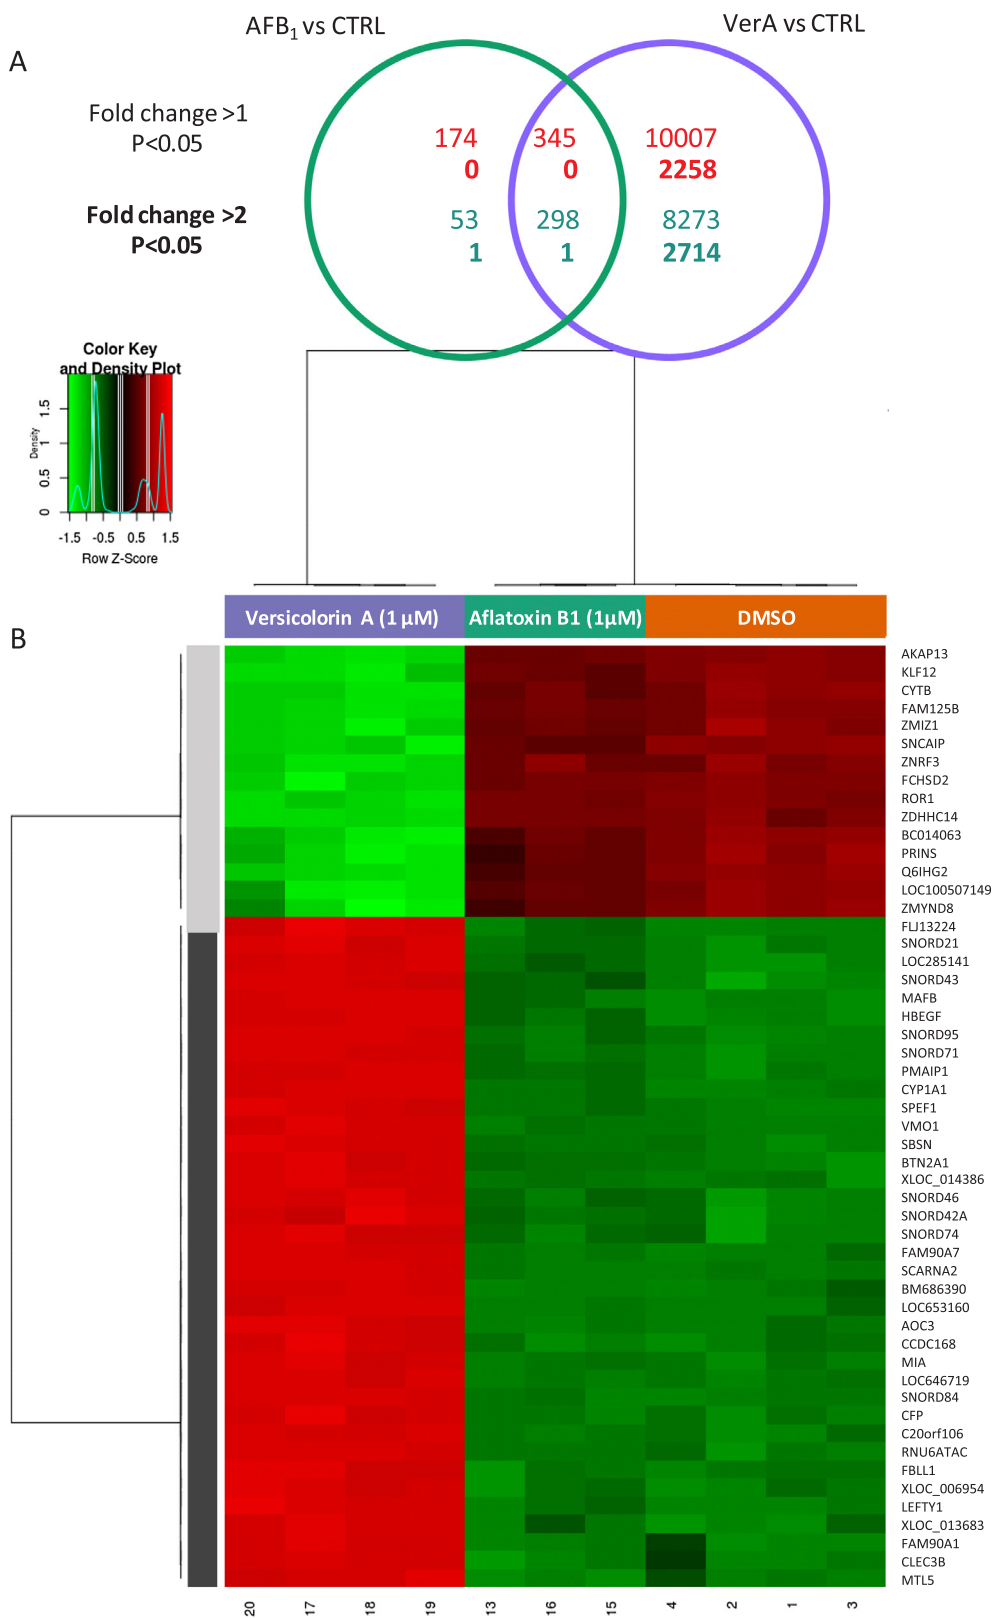 AFB1 vs CTRL
VerA vs CTRL
A
Fold change >1
P<0.05
174 345 10007
0 0 2258
Fold change >2
P<0.05
53 298 8273
1 1 2714
Color Key
and Density Plot
Density
0 0.5 1 1.5
-1.5 -0.5 0.5 1.5
Row Z-Score
Versicolorin A (1 µM)
Aflatoxin B1 (1µM)
DMSO
B
AKAP13
KLF12
CYTB
FAM125B
ZMIZ1
SNCAIP
ZNRF3
FCHSD2
ROR1
ZDHHC14
BC014063
PRINS
Q6IHG2
LOC100507149
ZMYND8
FLJ13224
SNORD21
LOC285141
SNORD43
MAFB
HBEGF
SNORD95
SNORD71
PMAIP1
CYP1A1
SPEF1
VMO1
SBSN
BTN2A1
XLOC_014386
SNORD46
SNORD42A
SNORD74
FAM90A7
SCARNA2
BM686390
LOC653160
AOC3
CCDC168
MIA
LOC646719
SNORD84
CFP
C20orf106
RNU6ATAC
FBLL1
XLOC_006954
LEFTY1
XLOC_013683
FAM90A1
CLEC3B
MTL5
20 17 18 19 13 16 15 4 2 1 3